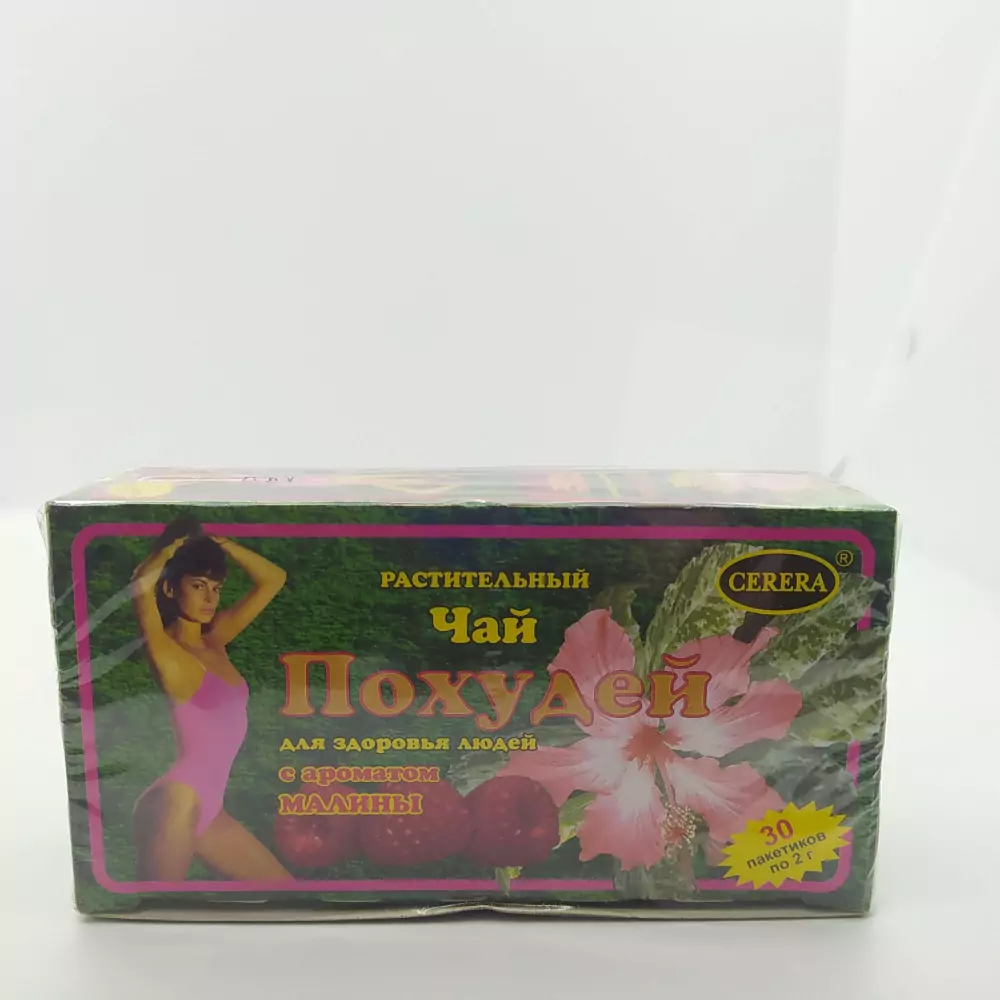 РАСТИТЕЛЬНЫЙ
Чай
Похудей
для здоровья людей
с ароматом
МАЛИНЫ
CERERA®
30
пакетиков
по 2 г